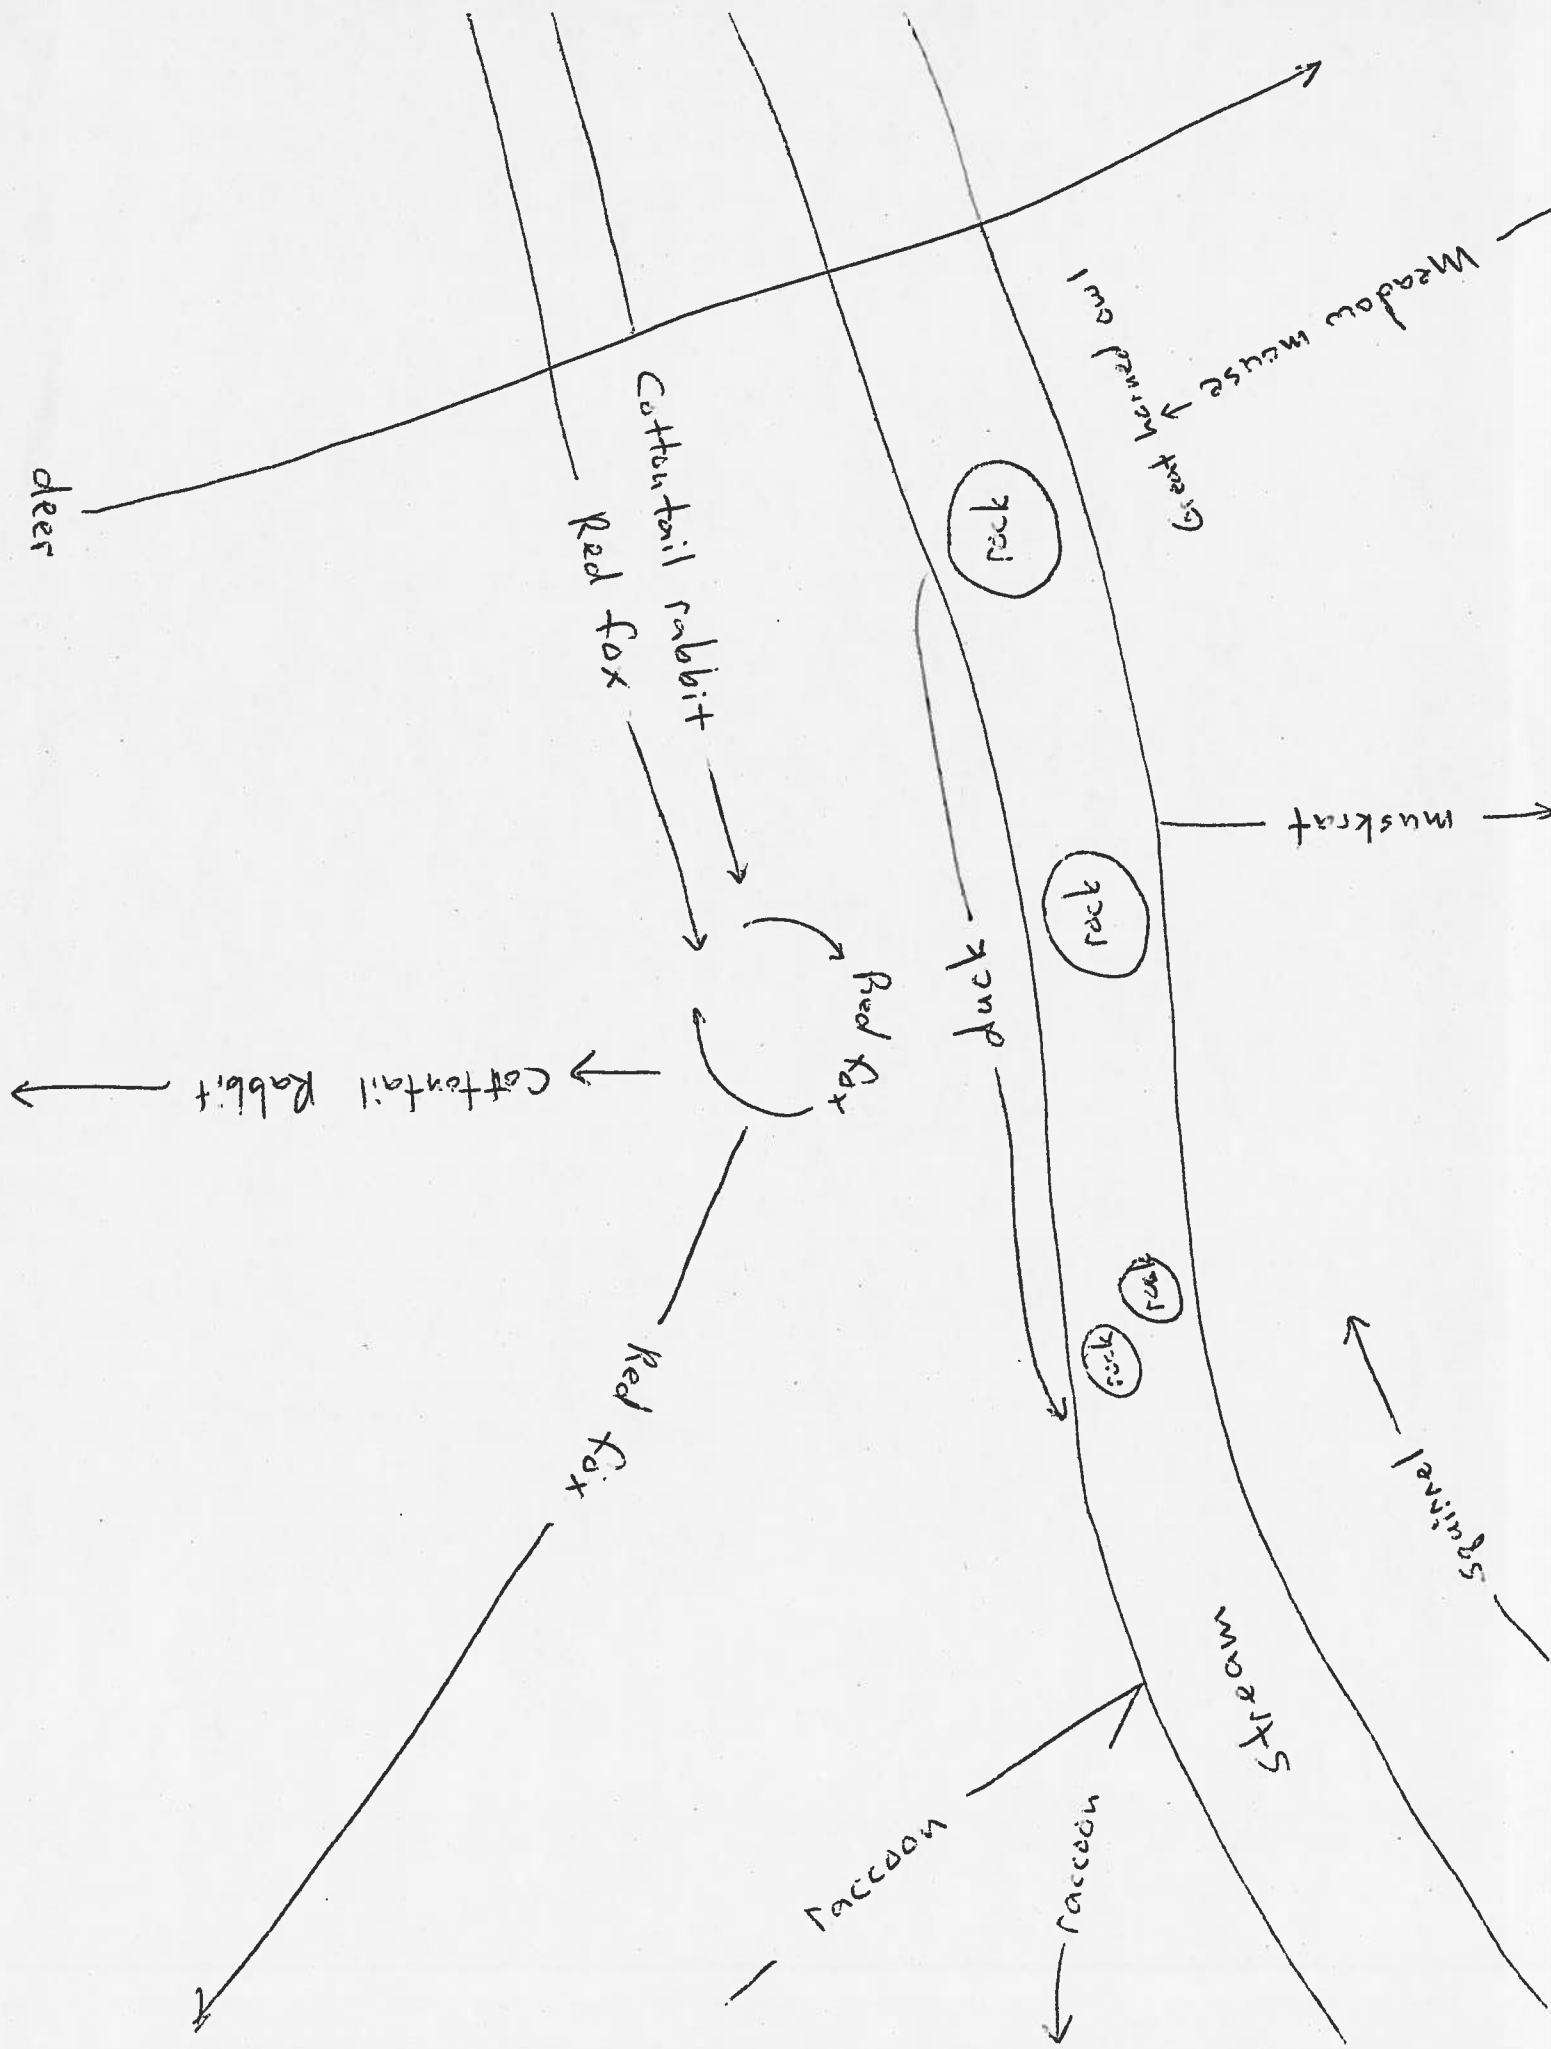 deer
Cottontail rabbit
Red fox
Meadow mouse
Great horned owl
rock
muskrat
rock
duck
Red fox
Cottontail Rabbit
rock
rock
Red fox
squirrel
Stream
raccoon
raccoon